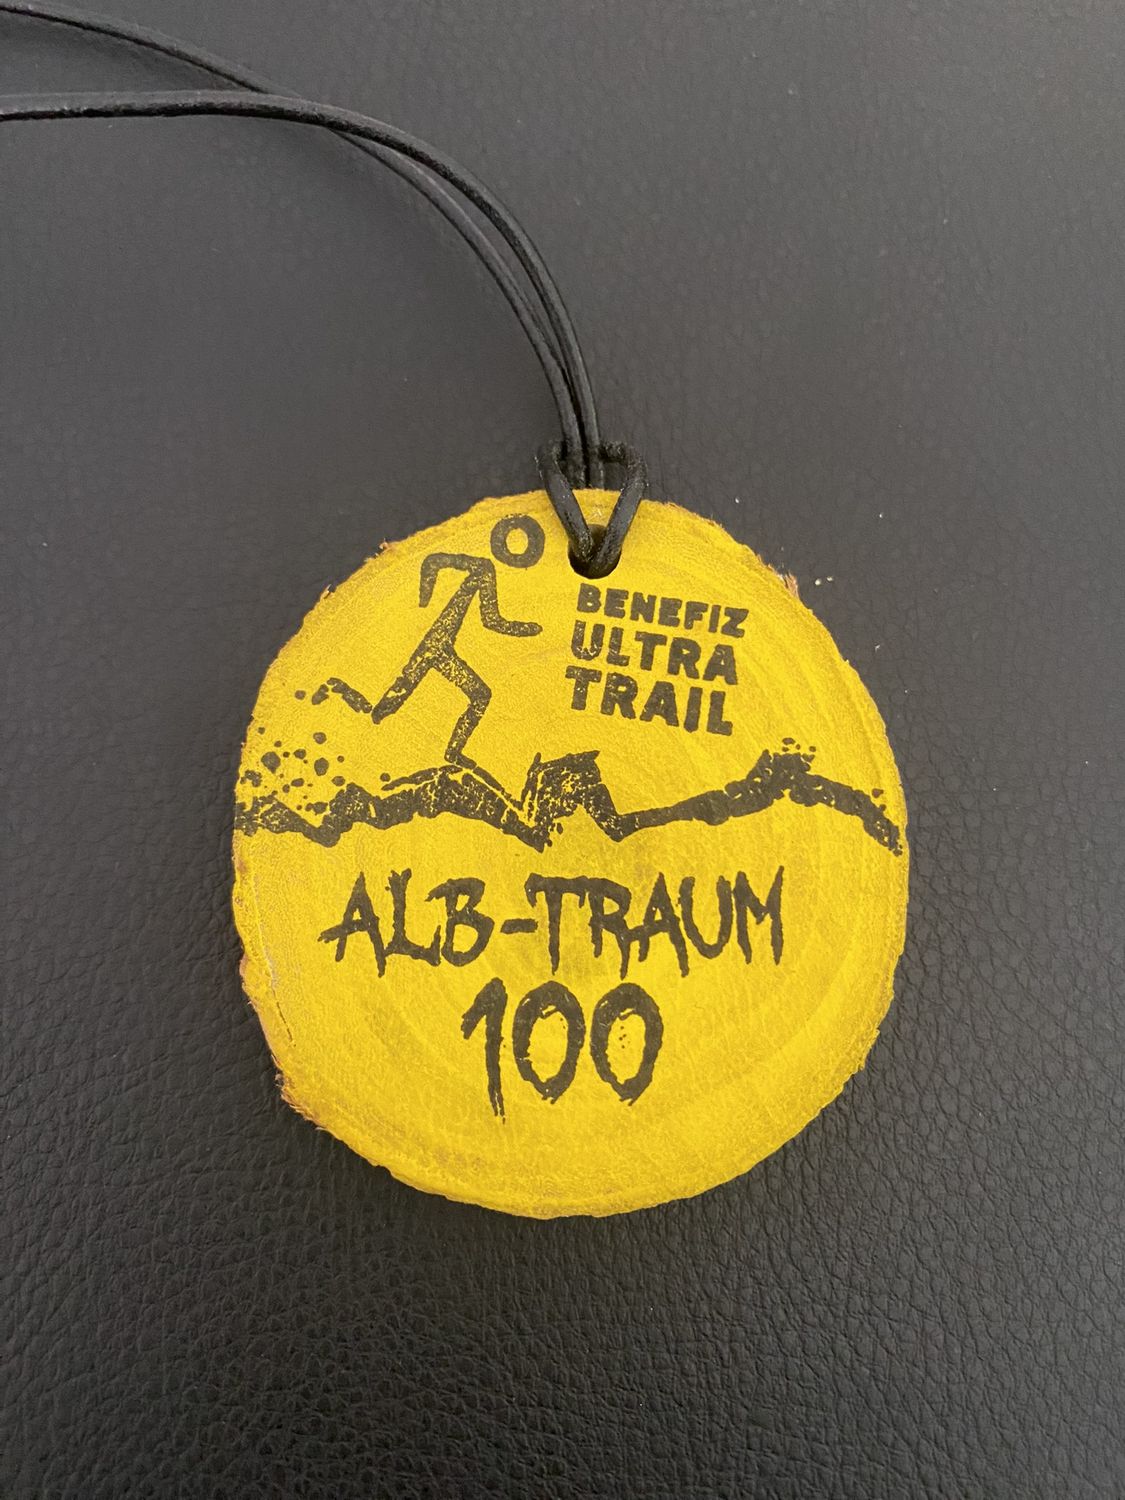 BENEFIZ
ULTRA
TRAIL
ALB-TRAUM
100